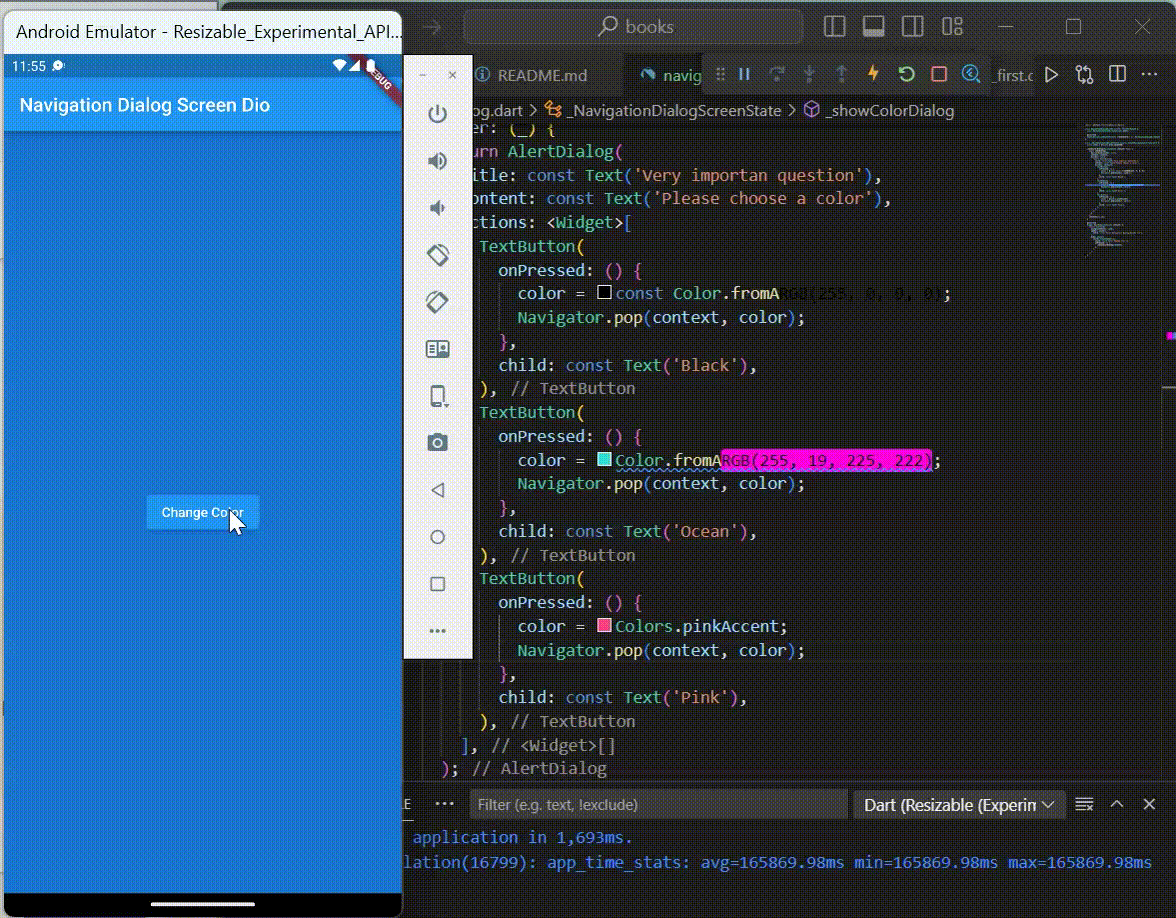 Android Emulator - Resizable_Experimental_API...
11:55
DEBUG
Navigation Dialog Screen Dio
Change Color
books
README.md
navig
_first.c
og.dart > _NavigationDialogScreenState > _showColorDialog
er: (_) {
urn AlertDialog(
itle: const Text('Very importan question'),
ontent: const Text('Please choose a color'),
ctions: <Widget>[
TextButton(
onPressed: () {
color = const Color.fromARGB(255, 0, 0, 0);
Navigator.pop(context, color);
},
child: const Text('Black'),
), // TextButton
TextButton(
onPressed: () {
color = Color.fromARGB(255, 19, 225, 222);
Navigator.pop(context, color);
},
child: const Text('Ocean'),
), // TextButton
TextButton(
onPressed: () {
color = Colors.pinkAccent;
Navigator.pop(context, color);
},
child: const Text('Pink'),
), // TextButton
], // <Widget>[]
); // AlertDialog
E ... Filter (e.g. text, !exclude) Dart (Resizable (Experin
application in 1,693ms.
lation(16799): app_time_stats: avg=165869.98ms min=165869.98ms max=165869.98ms